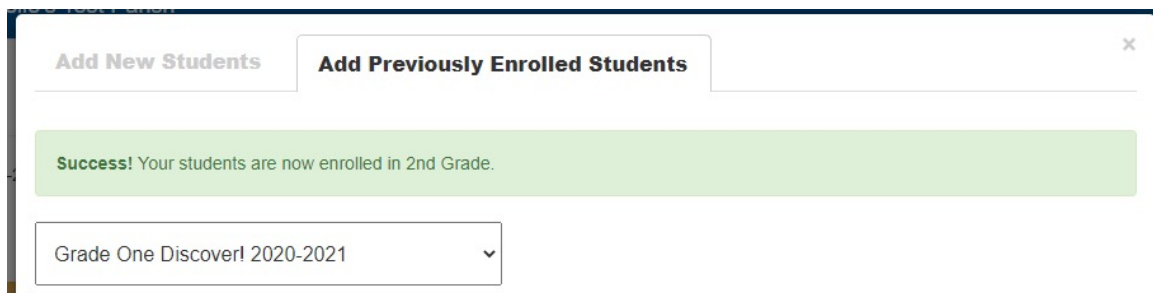 Add New Students
Add Previously Enrolled Students
×
Success! Your students are now enrolled in 2nd Grade.
Grade One Discover! 2020-2021